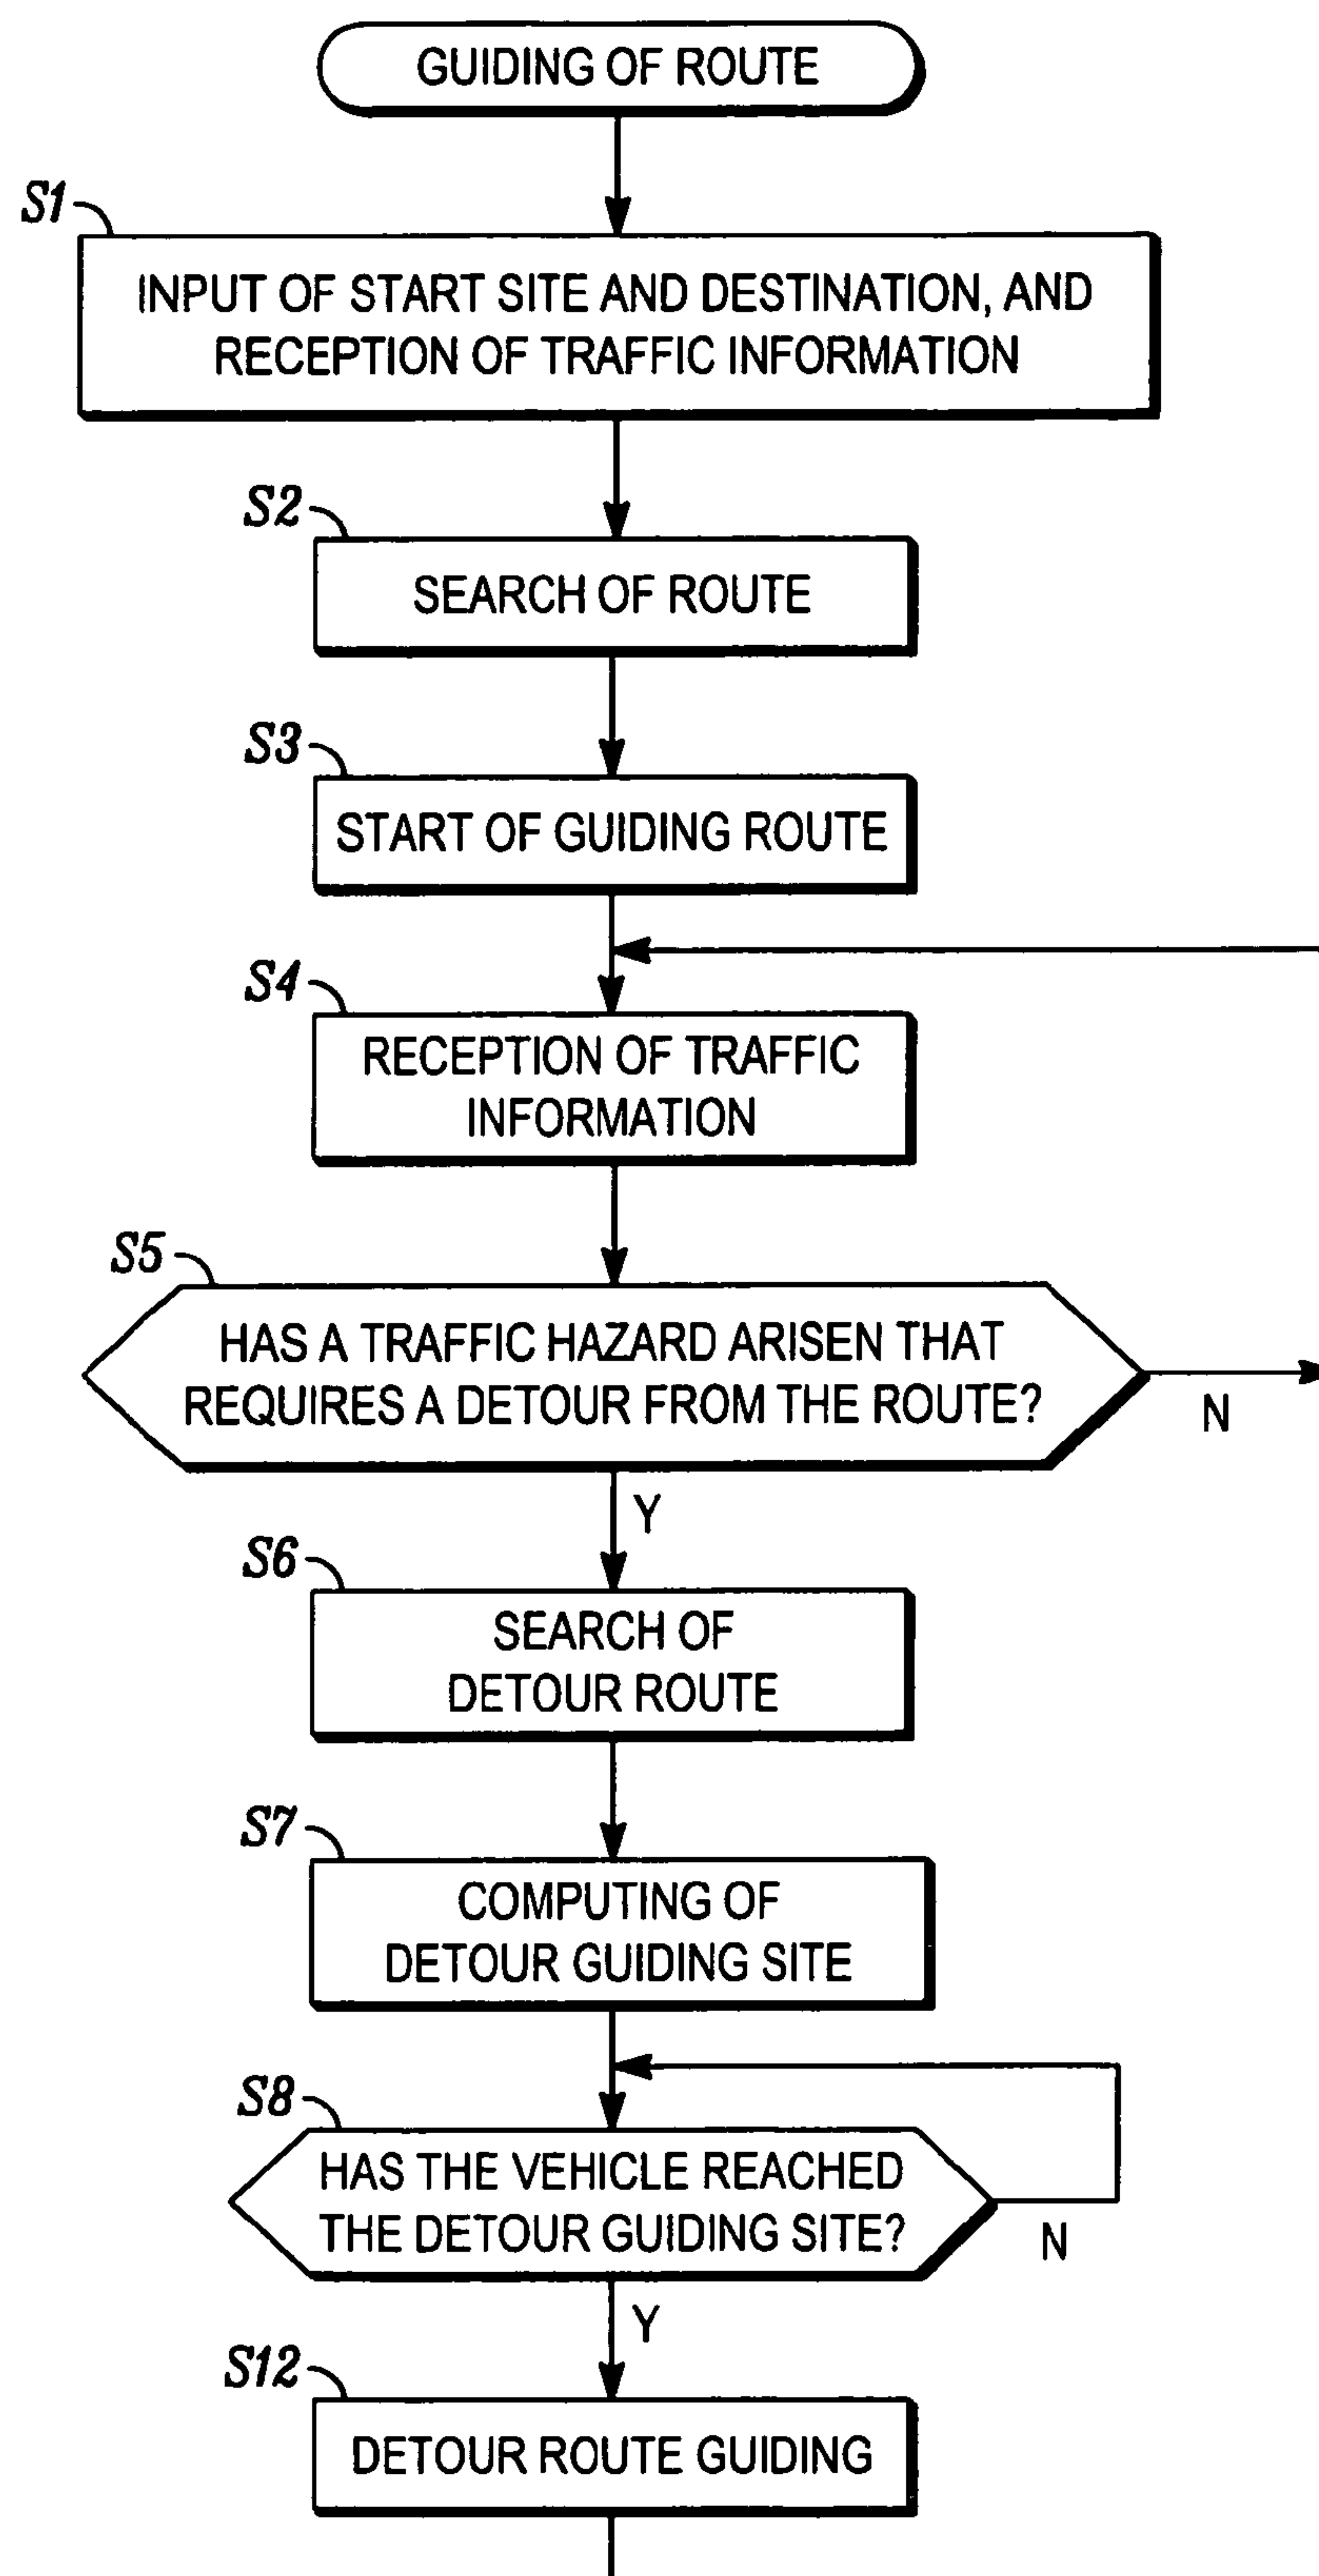 GUIDING OF ROUTE
S1
INPUT OF START SITE AND DESTINATION, AND
RECEPTION OF TRAFFIC INFORMATION
S2
SEARCH OF ROUTE
S3
START OF GUIDING ROUTE
S4
RECEPTION OF TRAFFIC
INFORMATION
S5
HAS A TRAFFIC HAZARD ARISEN THAT
REQUIRES A DETOUR FROM THE ROUTE?
N
Y
S6
SEARCH OF
DETOUR ROUTE
S7
COMPUTING OF
DETOUR GUIDING SITE
S8
HAS THE VEHICLE REACHED
THE DETOUR GUIDING SITE?
N
Y
S12
DETOUR ROUTE GUIDING